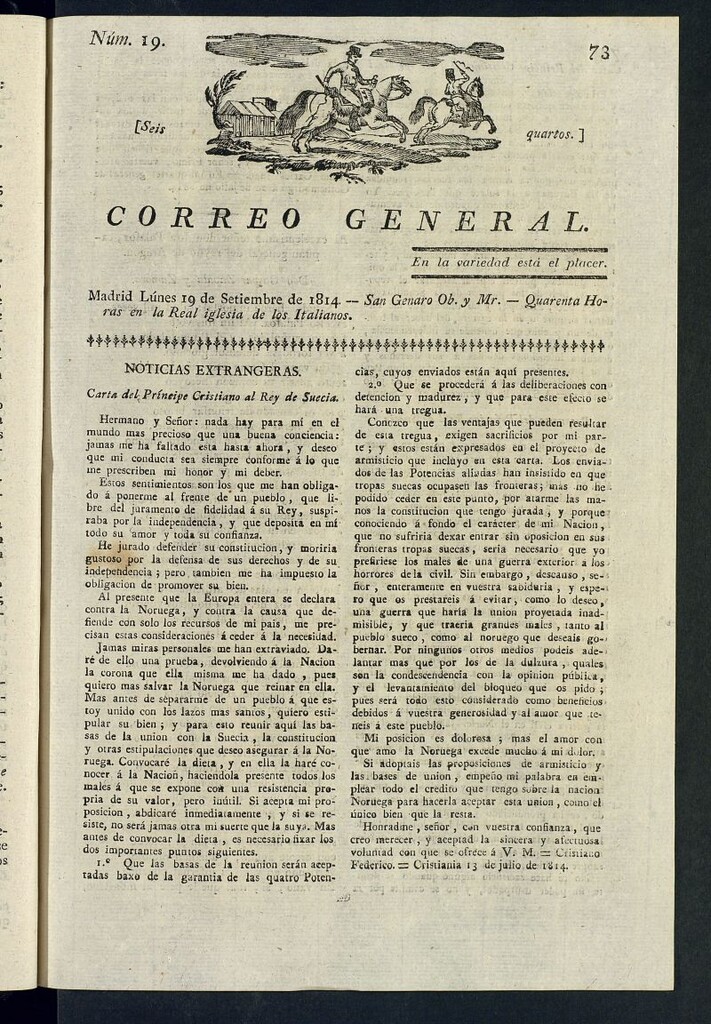 Núm. 19.
73
[Seis
quartos.]
CORREO GENERAL.
En la variedad está el placer.
Madrid Lúnes 19 de Setiembre de 1814 — San Genaro Ob. y Mr. — Quarenta Ho-
ras en la Real iglesia de los Italianos.
NOTICIAS EXTRANGERAS.
Carta del Príncipe Cristiano al Rey de Suecia.
Hermano y Señor: nada hay para mí en el
mundo mas precioso que una buena conciencia:
jamas me ha faltado esta hasta ahora, y deseo
que mi conducta sea siempre conforme á lo que
me prescriben mi honor y mi deber.
Estos sentimientos son los que me han obliga-
do á ponerme al frente de un pueblo, que li-
bre del juramento de fidelidad á su Rey, suspi-
raba por la independencia, y que deposita en mí
todo su amor y toda su confianza.
He jurado defender su constitucion, y moriria
gustoso por la defensa de sus derechos y de su
independencia; pero tambien me ha impuesto la
obligacion de promover su bien.
Al presente que la Europa entera se declara
contra la Noruega, y contra la causa que de-
fiende con solo los recursos de mi pais, me pre-
cisan estas consideraciones á ceder á la necesidad.
Jamas miras personales me han extraviado. Da-
ré de ello una prueba, devolviendo á la Nacion
la corona que ella misma me ha dado, pues
quiero mas salvar la Noruega que reinar en ella.
Mas antes de separarme de un pueblo á que es-
toy unido con los lazos mas santos, quiero esti-
pular su bien; y para esto reuní aquí las ba-
sas de la union con la Suecia, la constitucion
y otras estipulaciones que deseo asegurar á la No-
ruega. Convocaré la dieta, y en ella la haré co-
nocer á la Nacion, haciendola presente todos los
males á que se expone con una resistencia pro-
pria de su valor, pero inútil. Si acepta mi pro-
posicion, abdicaré inmediatamente, y si se re-
siste, no será jamas otra mi suerte que la suya. Mas
antes de convocar la dieta, es necesario fixar los
dos importantes puntos siguientes.
1.º Que las basas de la reunion serán acep-
tadas baxo de la garantia de las quatro Poten-
cias, cuyos enviados están aquí presentes.
2.º Que se procederá á las deliberaciones con
detencion y madurez, y que para este efecto se
hará una tregua.
Conozco que las ventajas que pueden resultar
de esta tregua, exigen sacrificios por mi par-
te; y estos están expresados en el proyecto de
armisticio que incluyo en esta carta. Los envia-
dos de las Potencias aliadas han insistido en que
tropas suecas ocupasen las fronteras; mas no he
podido ceder en este punto, por atarme las ma-
nos la constitucion que tengo jurada, y porque
conociendo á fondo el carácter de mi Nacion,
que no sufriria dexar entrar sin oposicion en sus
fronteras tropas suecas, seria necesario que yo
prefiriese los males de una guerra exterior á los
horrores de la civil. Sin embargo, descanso, se-
ñor, enteramente en vuestra sabiduria, y espe-
ro que os prestareis á evitar, como lo deseo,
una guerra que haria la union proyetada inad-
misible, y que traeria grandes males, tanto al
pueblo sueco, como al noruego que deseais go-
bernar. Por ningunos otros medios podeis ade-
lantar mas que por los de la dulzura, quales
son la condescendencia con la opinion pública,
y el levantamiento del bloqueo que os pido;
pues será todo esto considerado como beneficios
debidos á vuestra generosidad y al amor que te-
neis á este pueblo.
Mi posicion es dolorosa; mas el amor con
que amo la Noruega excede mucho á mi dolor.
Si adoptais las proposiciones de armisticio y
las bases de union, empeño mi palabra en em-
plear todo el credito que tengo sobre la nacion
Noruega para hacerla aceptar esta union, como el
único bien que la resta.
Honradme, señor, con vuestra confianza, que
creo merecer, y aceptad la sincera y afectuosa
voluntad con que se ofrece á V. M. = Cristiano
Federico. = Cristiania 13 de julio de 1814.